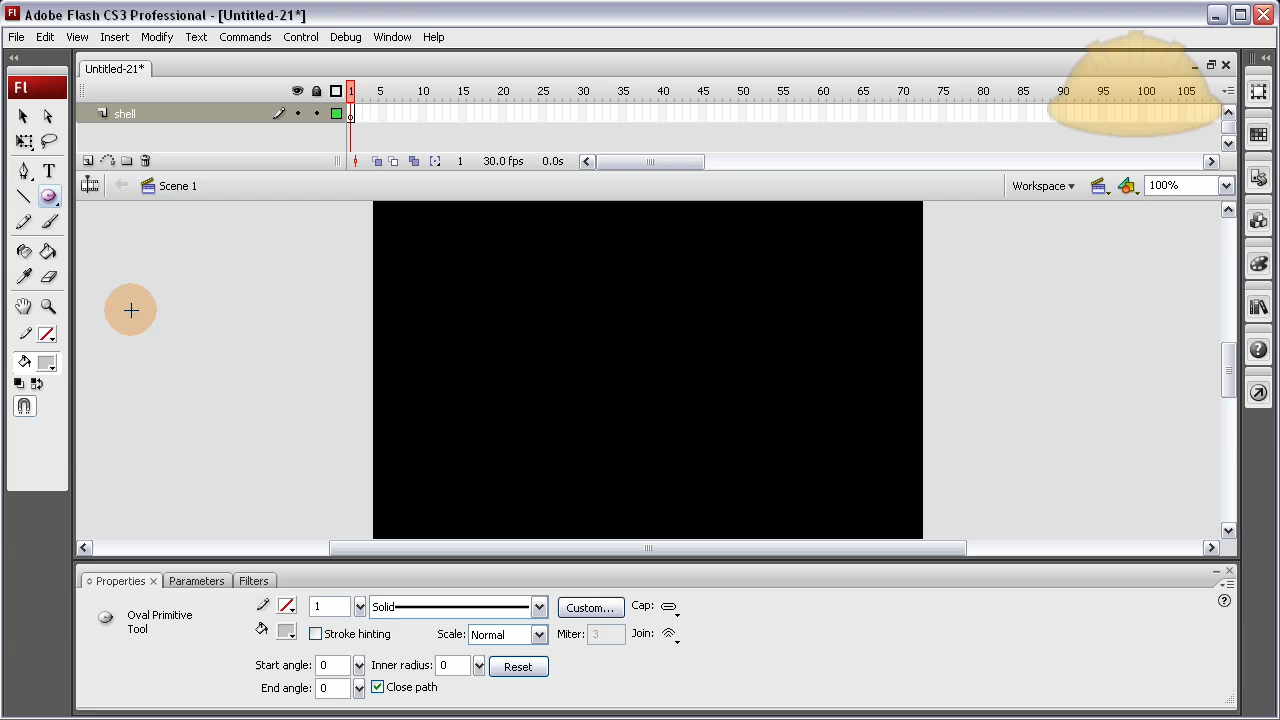 Fl Adobe Flash CS3 Professional - [Untitled-21*]
File Edit View Insert Modify Text Commands Control Debug Window Help
Untitled-21*
Fl
1 5 10 15 20 25 30 35 40 45 50 55 60 65 70 75 80 85 90 95 100 105
shell
1 30.0 fps 0.0s
Scene 1 Workspace 100%
Properties Parameters Filters
Oval Primitive Tool
1 Solid Custom... Cap:
Stroke hinting Scale: Normal Miter: 3 Join:
Start angle: 0 Inner radius: 0 Reset
End angle: 0 Close path